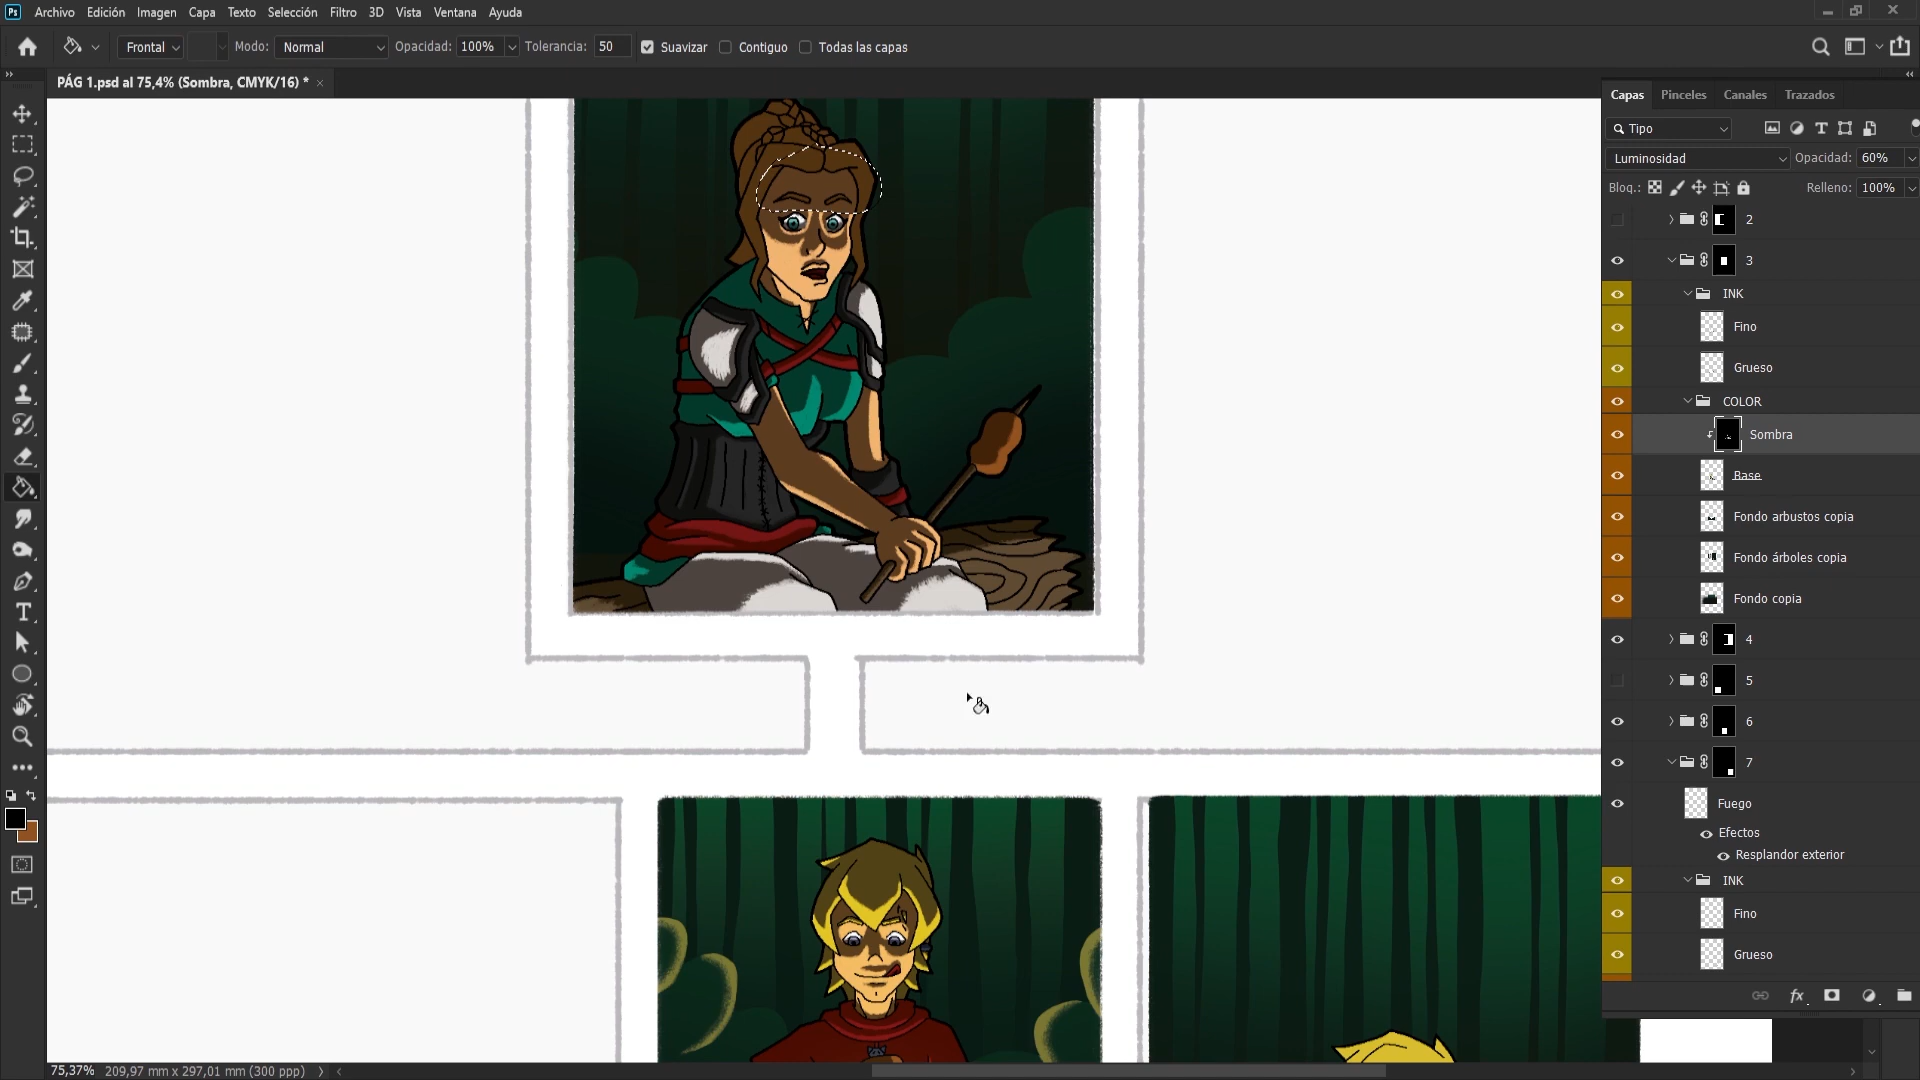 Ps Archivo Edición Imagen Capa Texto Selección Filtro 3D Vista Ventana Ayuda
Frontal Modo: Normal Opacidad: 100% Tolerancia: 50 Suavizar Contiguo Todas las capas
PÁG 1.psd al 75,4% (Sombra, CMYK/16) * ×
Capas Pinceles Canales Trazados
Tipo
Luminosidad Opacidad: 60%
Bloq.: Relleno: 100%
2
3
INK
Fino
Grueso
COLOR
Sombra
Base
Fondo arbustos copia
Fondo árboles copia
Fondo copia
4
5
6
7
Fuego
Efectos
Resplandor exterior
INK
Fino
Grueso
fx
75,37% 209,97 mm x 297,01 mm (300 ppp)